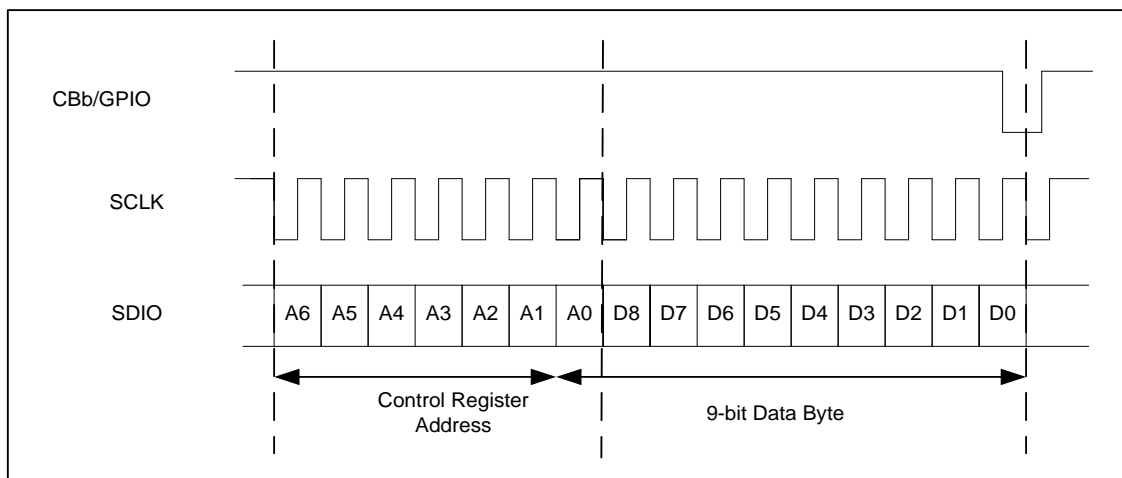 CBb/GPIO
SCLK
SDIO A6 A5 A4 A3 A2 A1 A0 D8 D7 D6 D5 D4 D3 D2 D1 D0
Control Register
Address
9-bit Data Byte